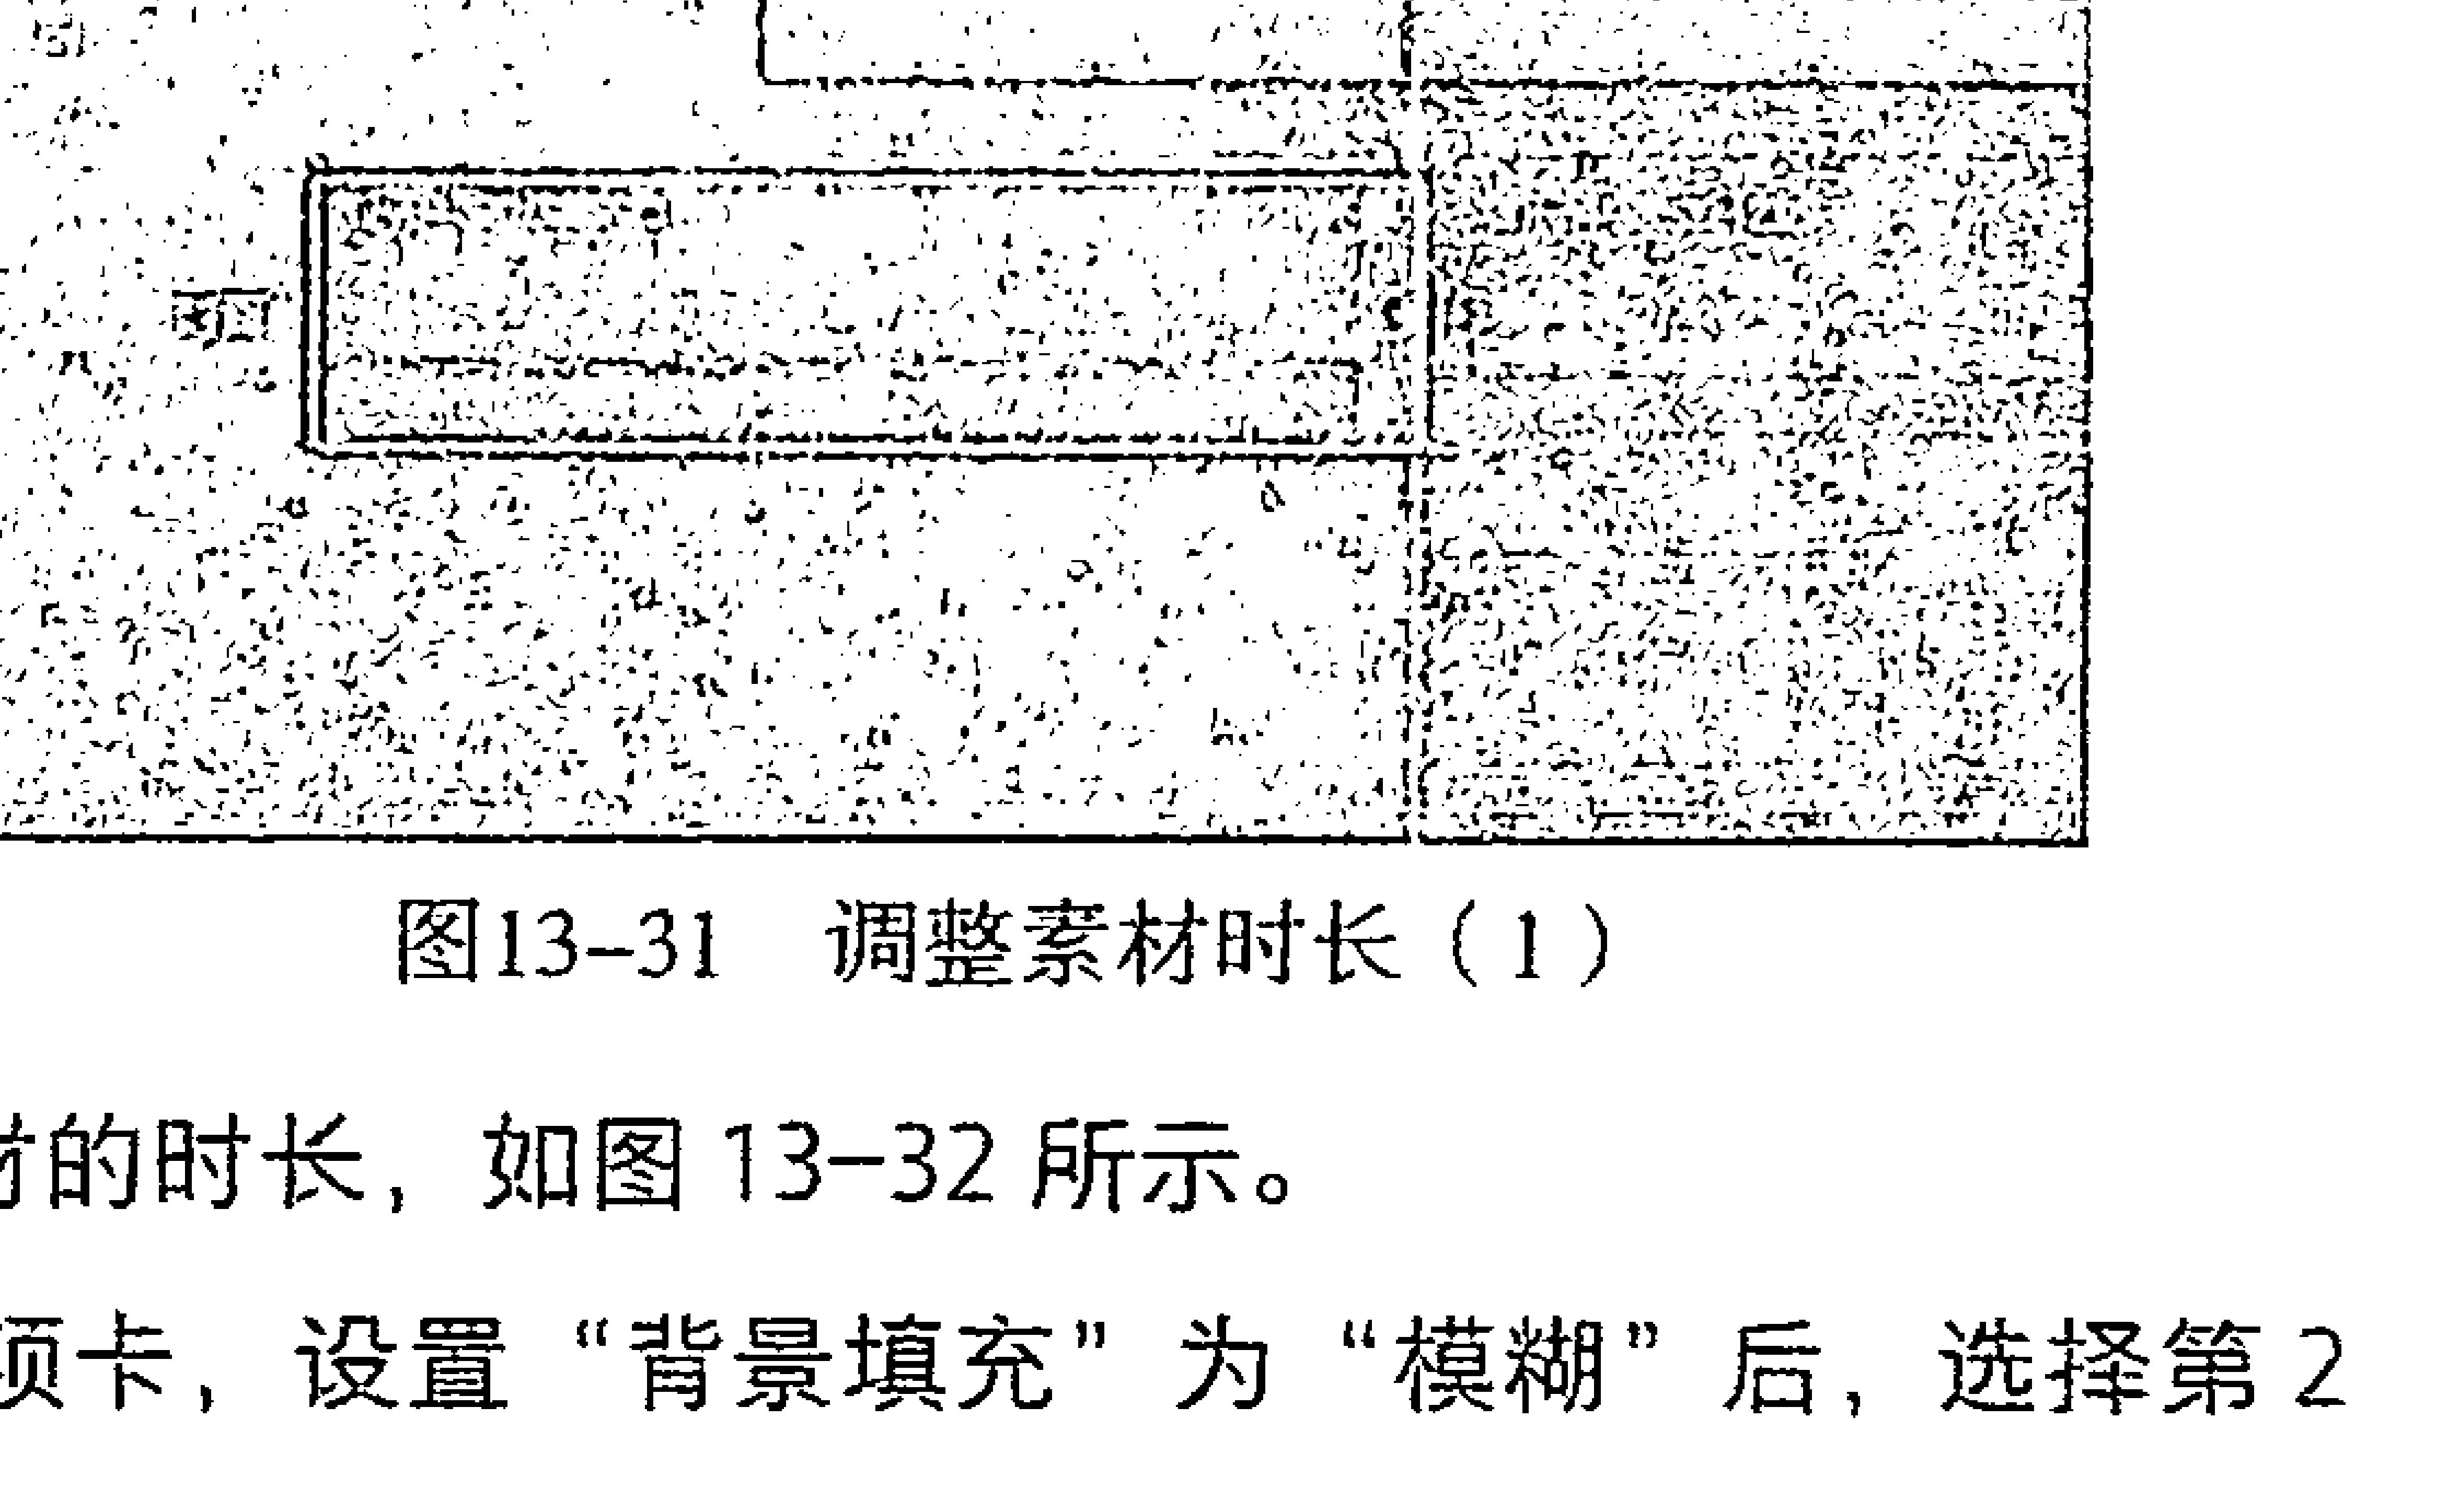 图13-31 调整素材时长（1）
的时长，如图 13-32 所示。
项卡，设置“背景填充”为“模糊”后，选择第 2